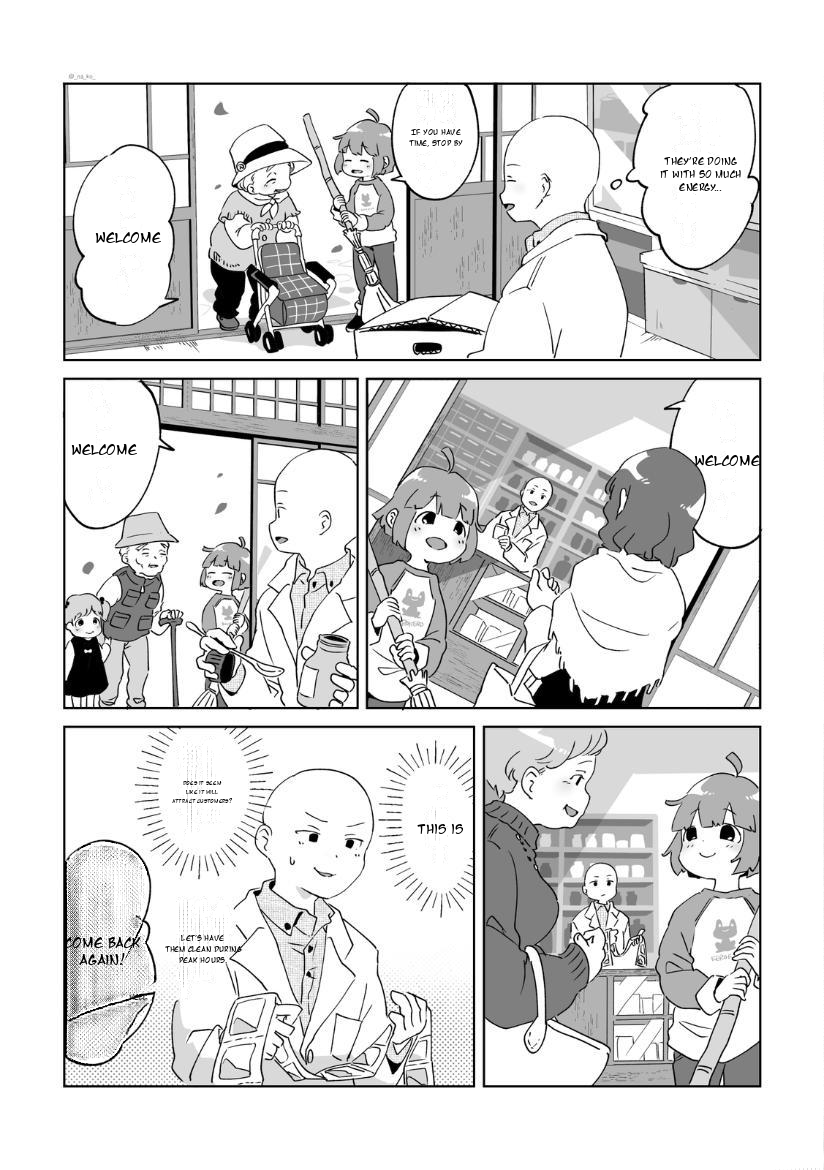 @_na_ko_
THEY'RE DOING
IT WITH SO MUCH
ENERGY...
IF YOU HAVE
TIME, STOP BY
WELCOME
WELCOME
WELCOME
THIS IS
DOES IT SEEM
LIKE IT WILL
ATTRACT CUSTOMERS?
LET'S HAVE
THEM CLEAN DURING
PEAK HOURS.
COME BACK
AGAIN!